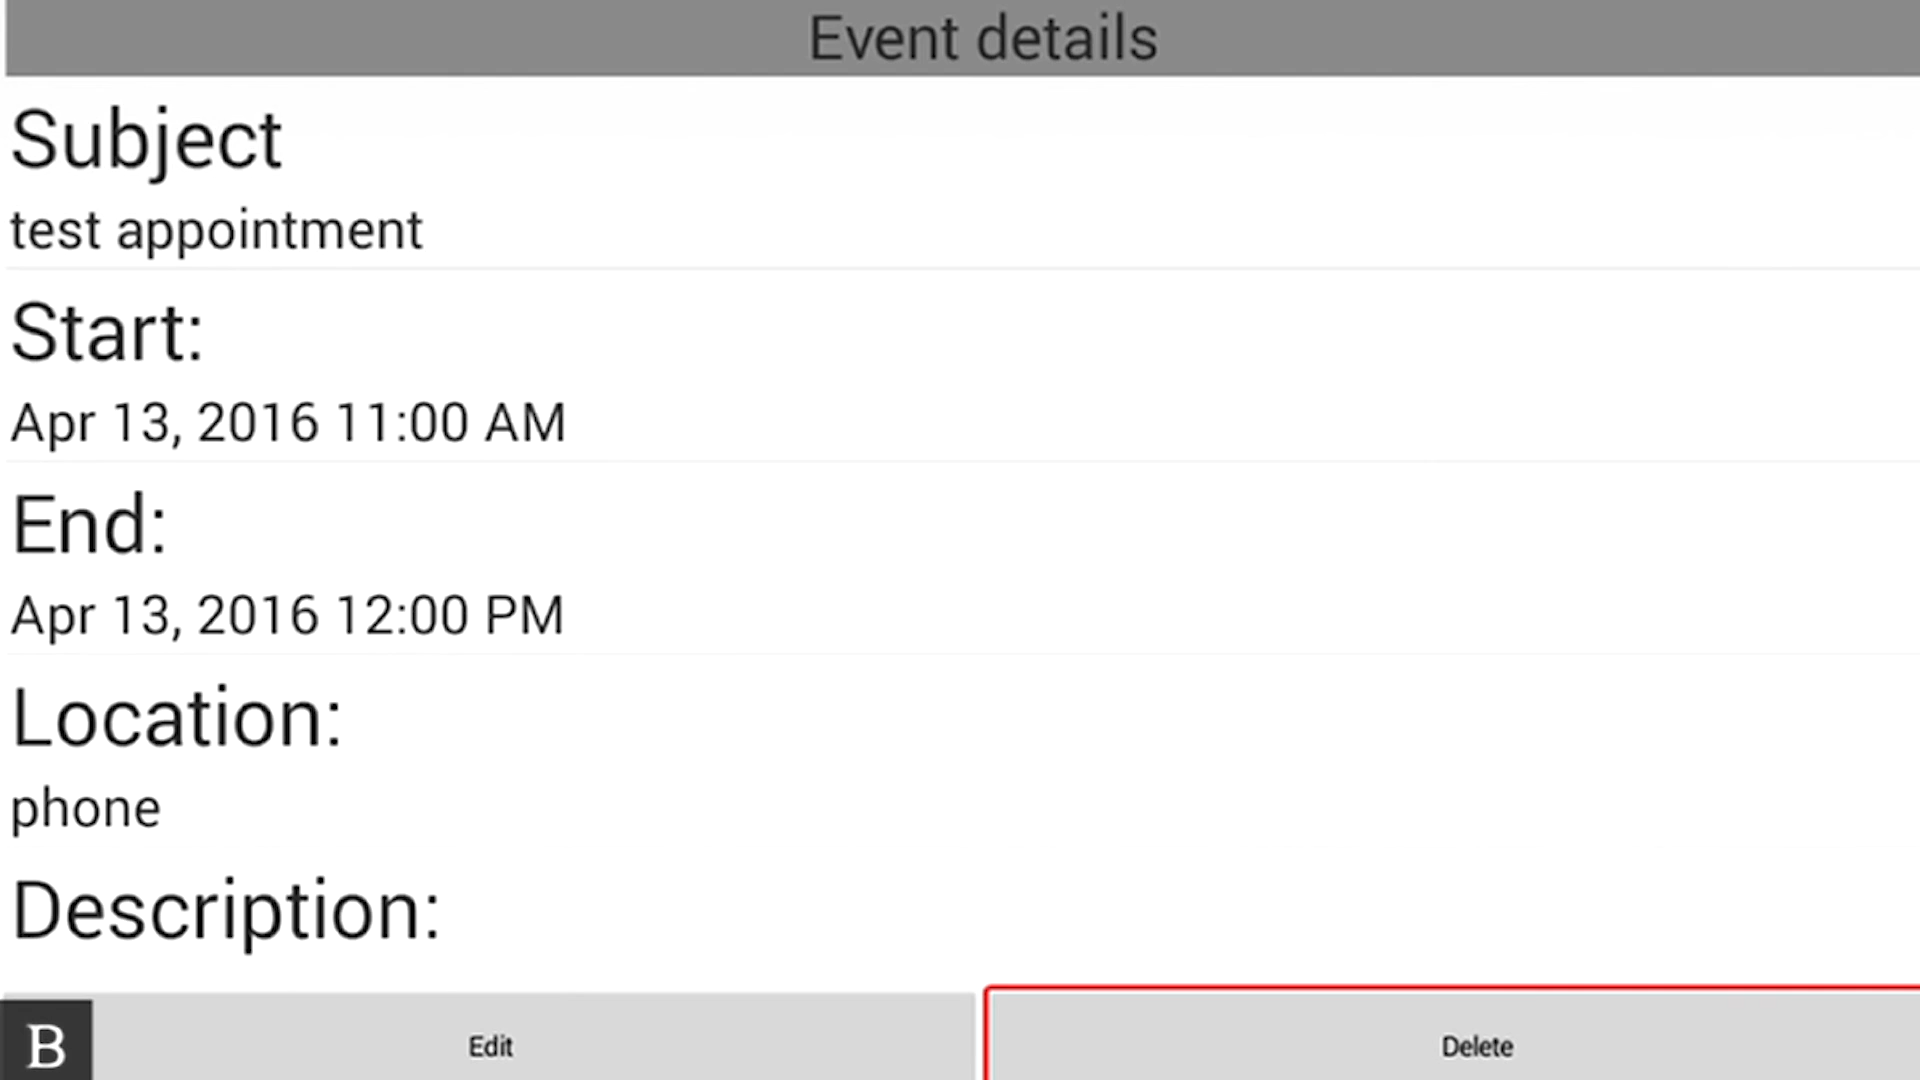 Event details
Subject
test appointment
Start:
Apr 13, 2016 11:00 AM
End:
Apr 13, 2016 12:00 PM
Location:
phone
Description:
B
Edit
Delete